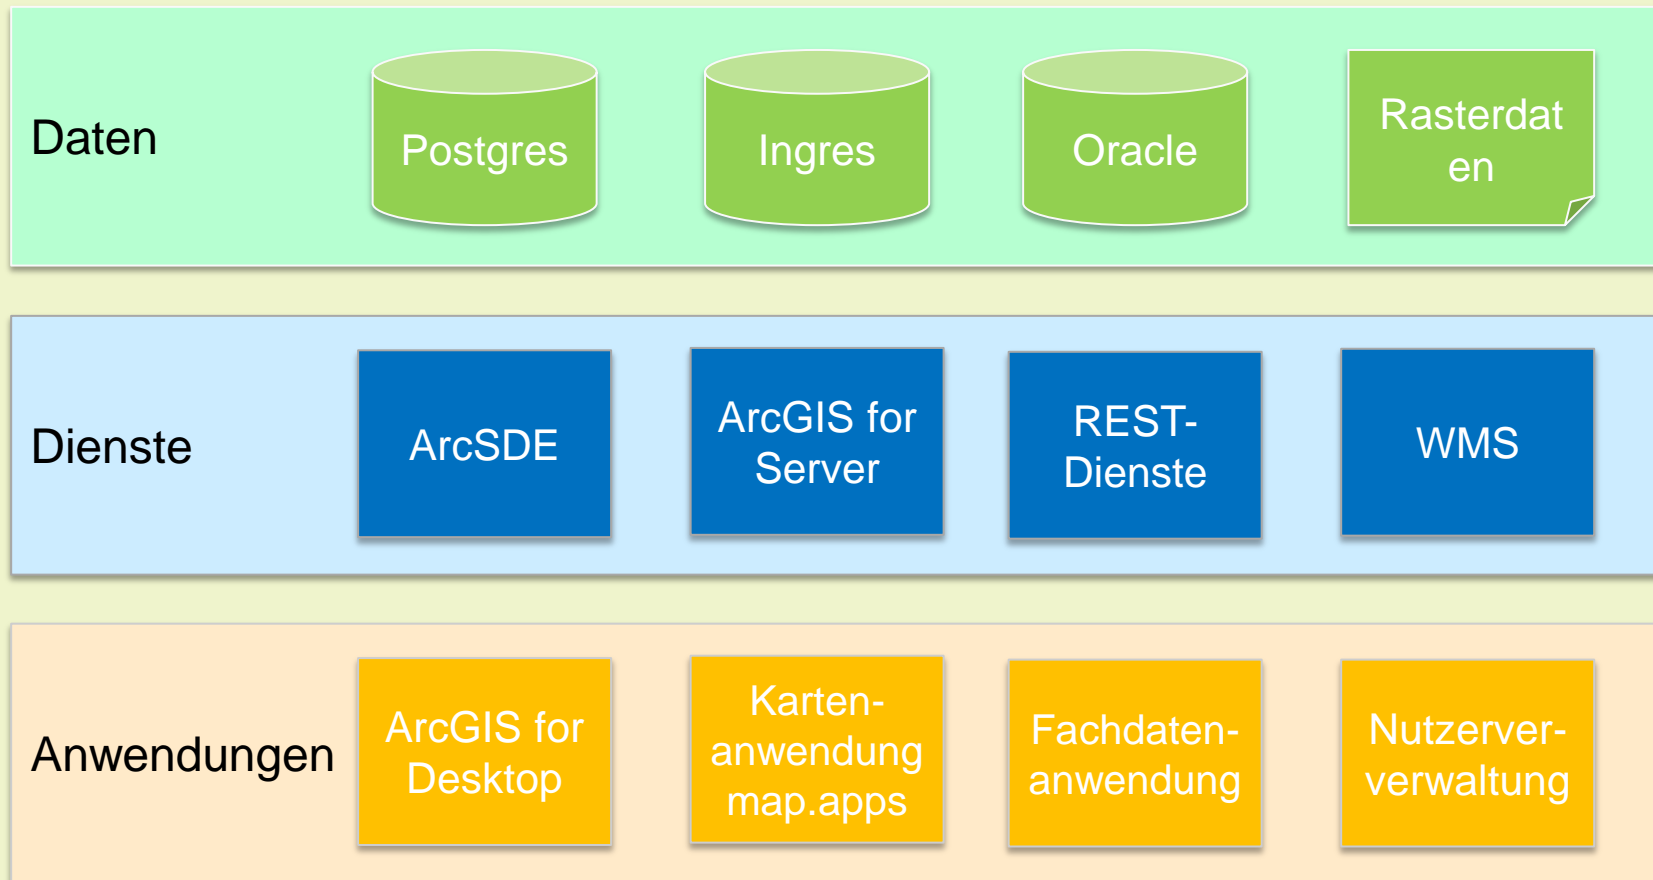 Daten
Postgres
Ingres
Oracle
Rasterdat
en
Dienste
ArcSDE
ArcGIS for
Server
REST-
Dienste
WMS
Anwendungen
ArcGIS for
Desktop
Karten-
anwendung
map.apps
Fachdaten-
anwendung
Nutzerver-
verwaltung